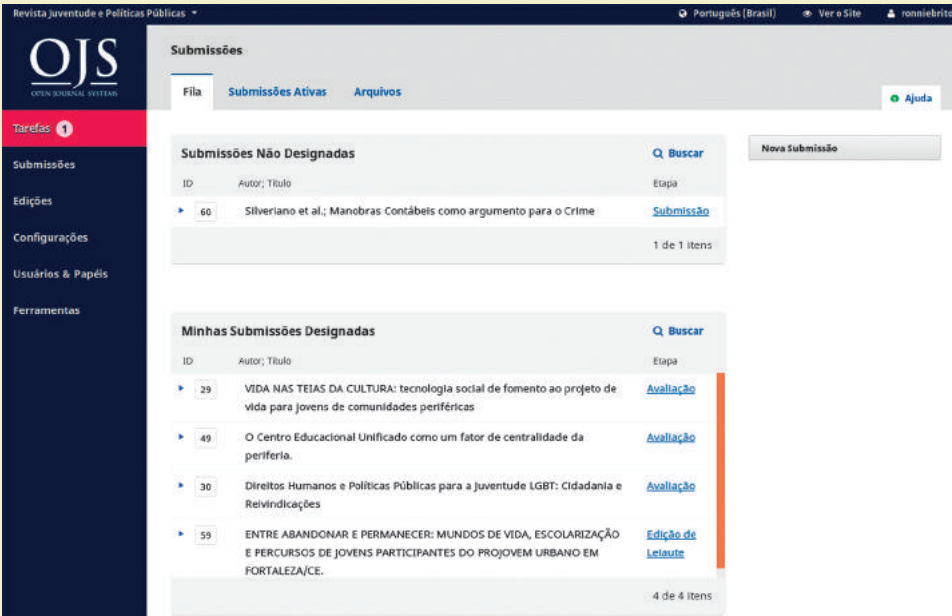 Revista Juventude e Políticas Públicas
Português (Brasil)
Ver o Site
ronniebrito
OJS
OPEN JOURNAL SYSTEMS
Tarefas 1
Submissões
Edições
Configurações
Usuários & Papéis
Ferramentas
Submissões
Fila
Submissões Ativas
Arquivos
Ajuda
Submissões Não Designadas
Buscar
ID
Autor; Título
Etapa
60
Silveriano et al.; Manobras Contábeis como argumento para o Crime
Submissão
1 de 1 itens
Nova Submissão
Minhas Submissões Designadas
Buscar
ID
Autor; Título
Etapa
29
VIDA NAS TEIAS DA CULTURA: tecnologia social de fomento ao projeto de
vida para jovens de comunidades periféricas
Avaliação
49
O Centro Educacional Unificado como um fator de centralidade da
periferia.
Avaliação
30
Direitos Humanos e Políticas Públicas para a Juventude LGBT: Cidadania e
Reivindicações
Avaliação
59
ENTRE ABANDONAR E PERMANECER: MUNDOS DE VIDA, ESCOLARIZAÇÃO
E PERCURSOS DE JOVENS PARTICIPANTES DO PROJOVEM URBANO EM
FORTALEZA/CE.
Edição de
Leiaute
4 de 4 itens